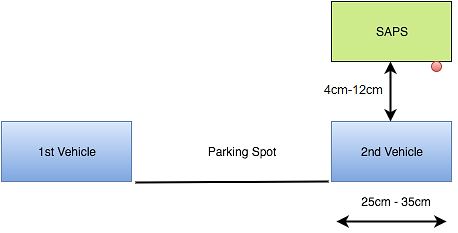 SAPS
4cm-12cm
1st Vehicle
Parking Spot
2nd Vehicle
25cm - 35cm